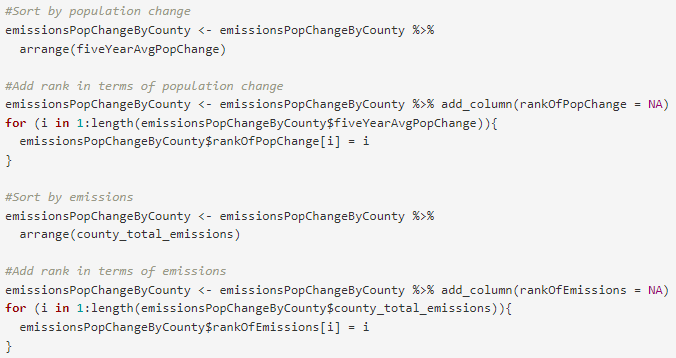 #Sort by population change
emissionsPopChangeByCounty <- emissionsPopChangeByCounty %>%
  arrange(fiveYearAvgPopChange)

#Add rank in terms of population change
emissionsPopChangeByCounty <- emissionsPopChangeByCounty %>% add_column(rankOfPopChange = NA)
for (i in 1:length(emissionsPopChangeByCounty$fiveYearAvgPopChange)){
  emissionsPopChangeByCounty$rankOfPopChange[i] = i
}

#Sort by emissions
emissionsPopChangeByCounty <- emissionsPopChangeByCounty %>%
  arrange(county_total_emissions)

#Add rank in terms of emissions
emissionsPopChangeByCounty <- emissionsPopChangeByCounty %>% add_column(rankOfEmissions = NA)
for (i in 1:length(emissionsPopChangeByCounty$county_total_emissions)){
  emissionsPopChangeByCounty$rankOfEmissions[i] = i
}